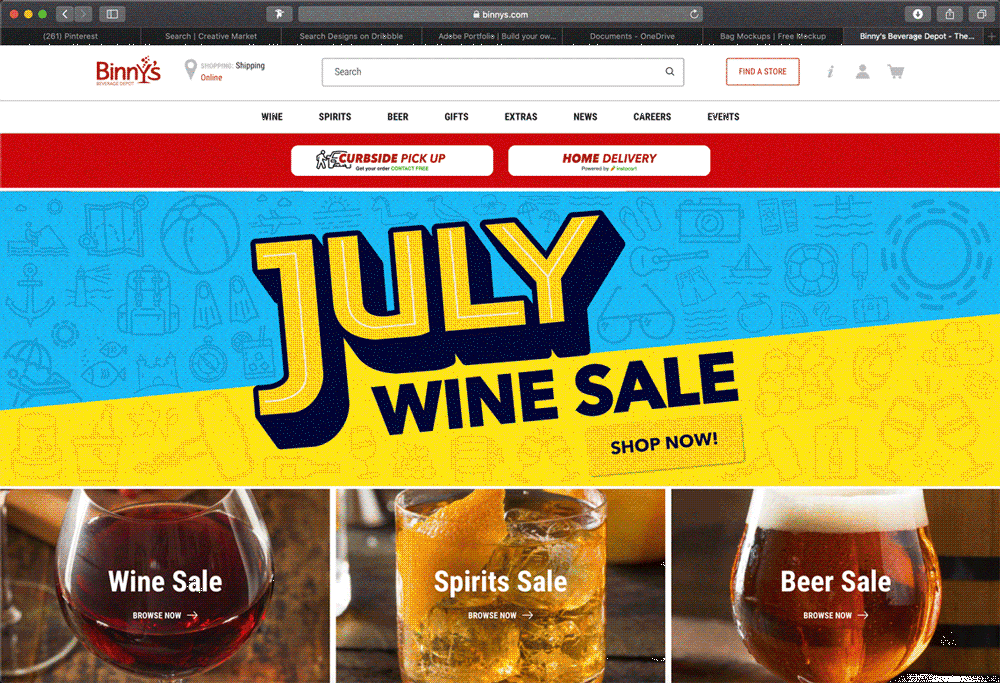 binnys.com
(261) Pinterest
Search | Creative Market
Search Designs on Dribbble
Adobe Portfolio | Build your ow...
Documents - OneDrive
Bag Mockups | Free Mockup
Binny's Beverage Depot - The...
Binny's
BEVERAGE DEPOT
SHOPPING: Shipping
Online
Search
FIND A STORE
WINE SPIRITS BEER GIFTS EXTRAS NEWS CAREERS EVENTS
CURBSIDE PICK UP
Get your order CONTACT FREE
HOME DELIVERY
Powered by instacart
JULY
WINE SALE
SHOP NOW!
Wine Sale
BROWSE NOW
Spirits Sale
BROWSE NOW
Beer Sale
BROWSE NOW